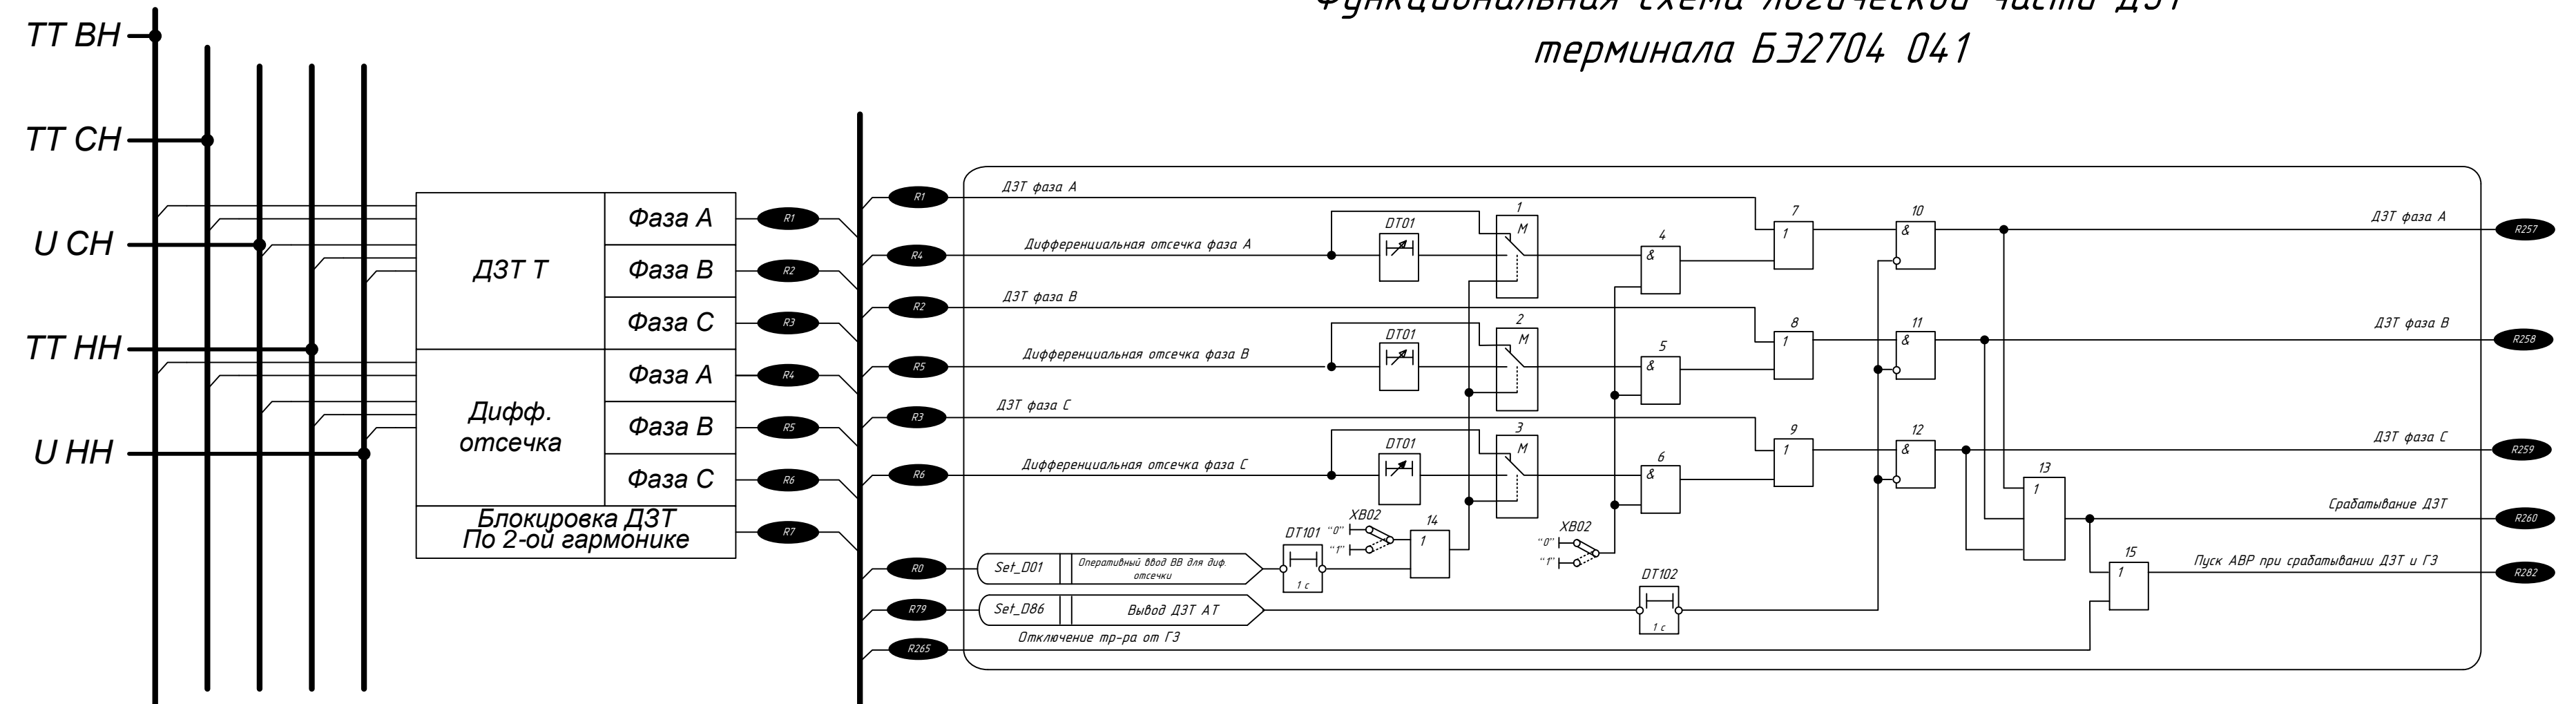 Функциональная схема логической части ДЗТ
терминала БЭ2704 041
ТТ ВН
ТТ СН
U СН
ТТ НН
U НН
ДЗТ Т
Фаза А
R1
Фаза В
R2
Фаза С
R3
Дифф.
отсечка
Фаза А
R4
Фаза В
R5
Фаза С
R6
Блокировка ДЗТ
По 2-ой гармонике
R7
R1
ДЗТ фаза А
R4
Дифференциальная отсечка фаза А
DT01
1
М
4
&
7
1
10
&
ДЗТ фаза А
R257
R2
ДЗТ фаза В
R5
Дифференциальная отсечка фаза В
DT01
2
М
5
&
8
1
11
&
ДЗТ фаза В
R258
R3
ДЗТ фаза С
R6
Дифференциальная отсечка фаза С
DT01
3
М
6
&
9
1
12
&
ДЗТ фаза С
R259
R0
Set_D01
Оперативный ввод ВВ для диф.
отсечки
DT101
1 с
XB02
"0"
"1"
14
1
XB02
"0"
"1"
13
1
Срабатывание ДЗТ
R260
R79
Set_D86
Вывод ДЗТ АТ
DT102
1 с
15
1
Пуск АВР при срабатывании ДЗТ и ГЗ
R282
R265
Отключение тр-ра от ГЗ